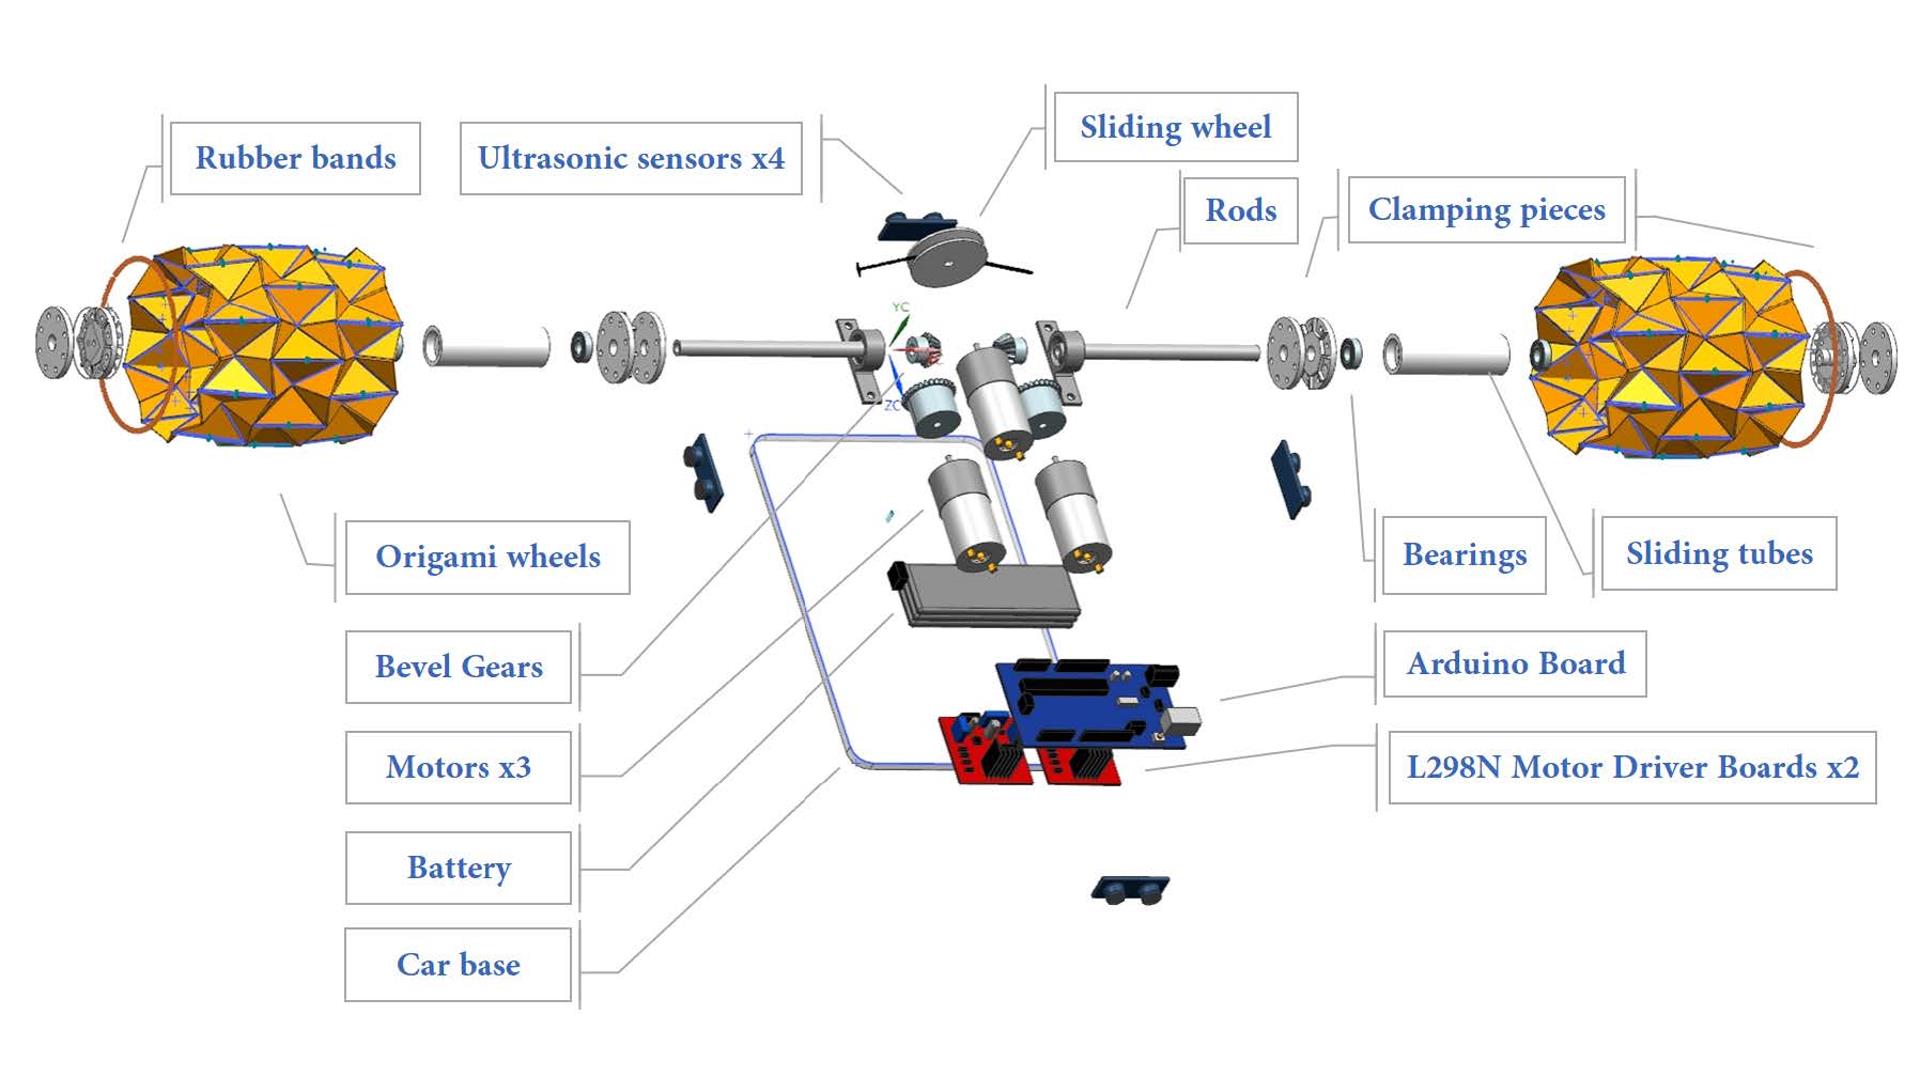 Sliding wheel
Rubber bands
Ultrasonic sensors x4
Rods
Clamping pieces
YC
ZC
Origami wheels
Bearings
Sliding tubes
Bevel Gears
Arduino Board
Motors x3
L298N Motor Driver Boards x2
Battery
Car base